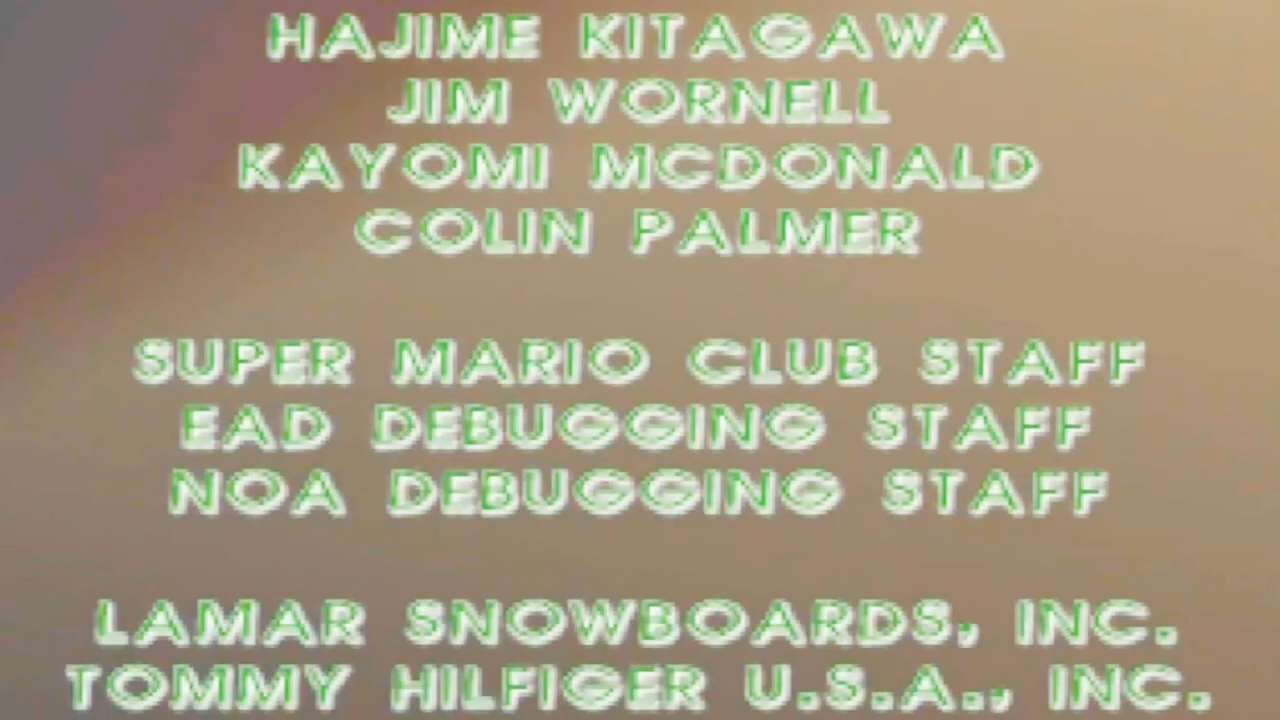 HAJIME KITAGAWA
JIM WORNELL
KAYOMI MCDONALD
COLIN PALMER
SUPER MARIO CLUB STAFF
EAD DEBUGGING STAFF
NOA DEBUGGING STAFF
LAMAR SNOWBOARDS, INC.
TOMMY HILFIGER U.S.A., INC.